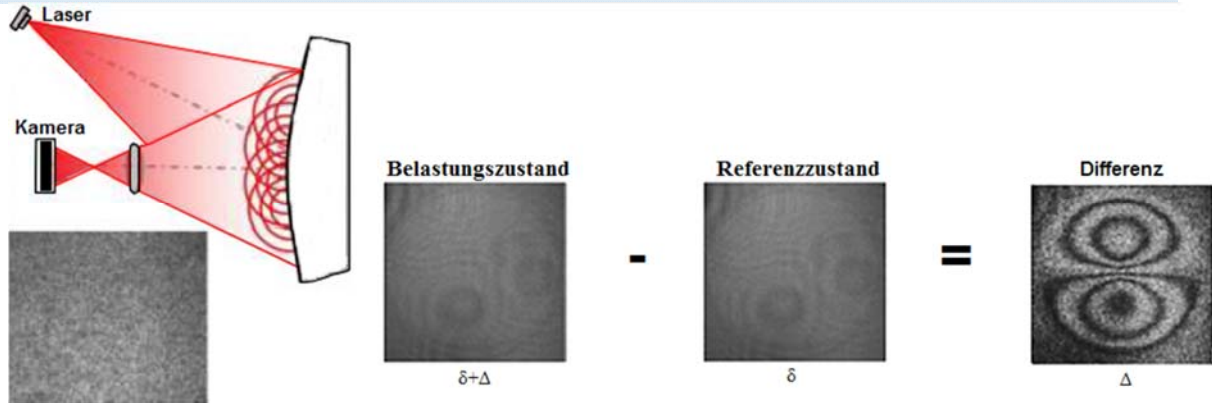 Laser
Kamera
Belastungszustand
Referenzzustand
Differenz
-
=
δ+Δ
δ
Δ